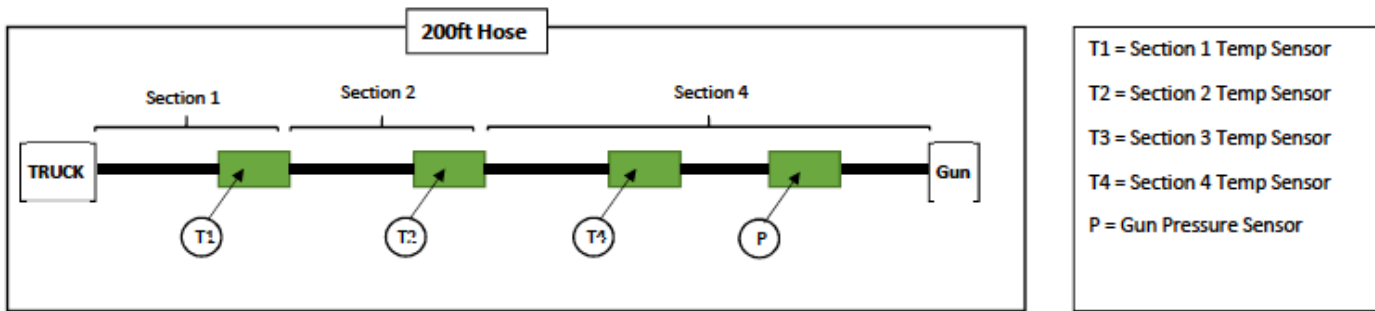 200ft Hose
Section 1
Section 2
Section 4
TRUCK
Gun
T1
T2
T4
P
T1 = Section 1 Temp Sensor
T2 = Section 2 Temp Sensor
T3 = Section 3 Temp Sensor
T4 = Section 4 Temp Sensor
P = Gun Pressure Sensor